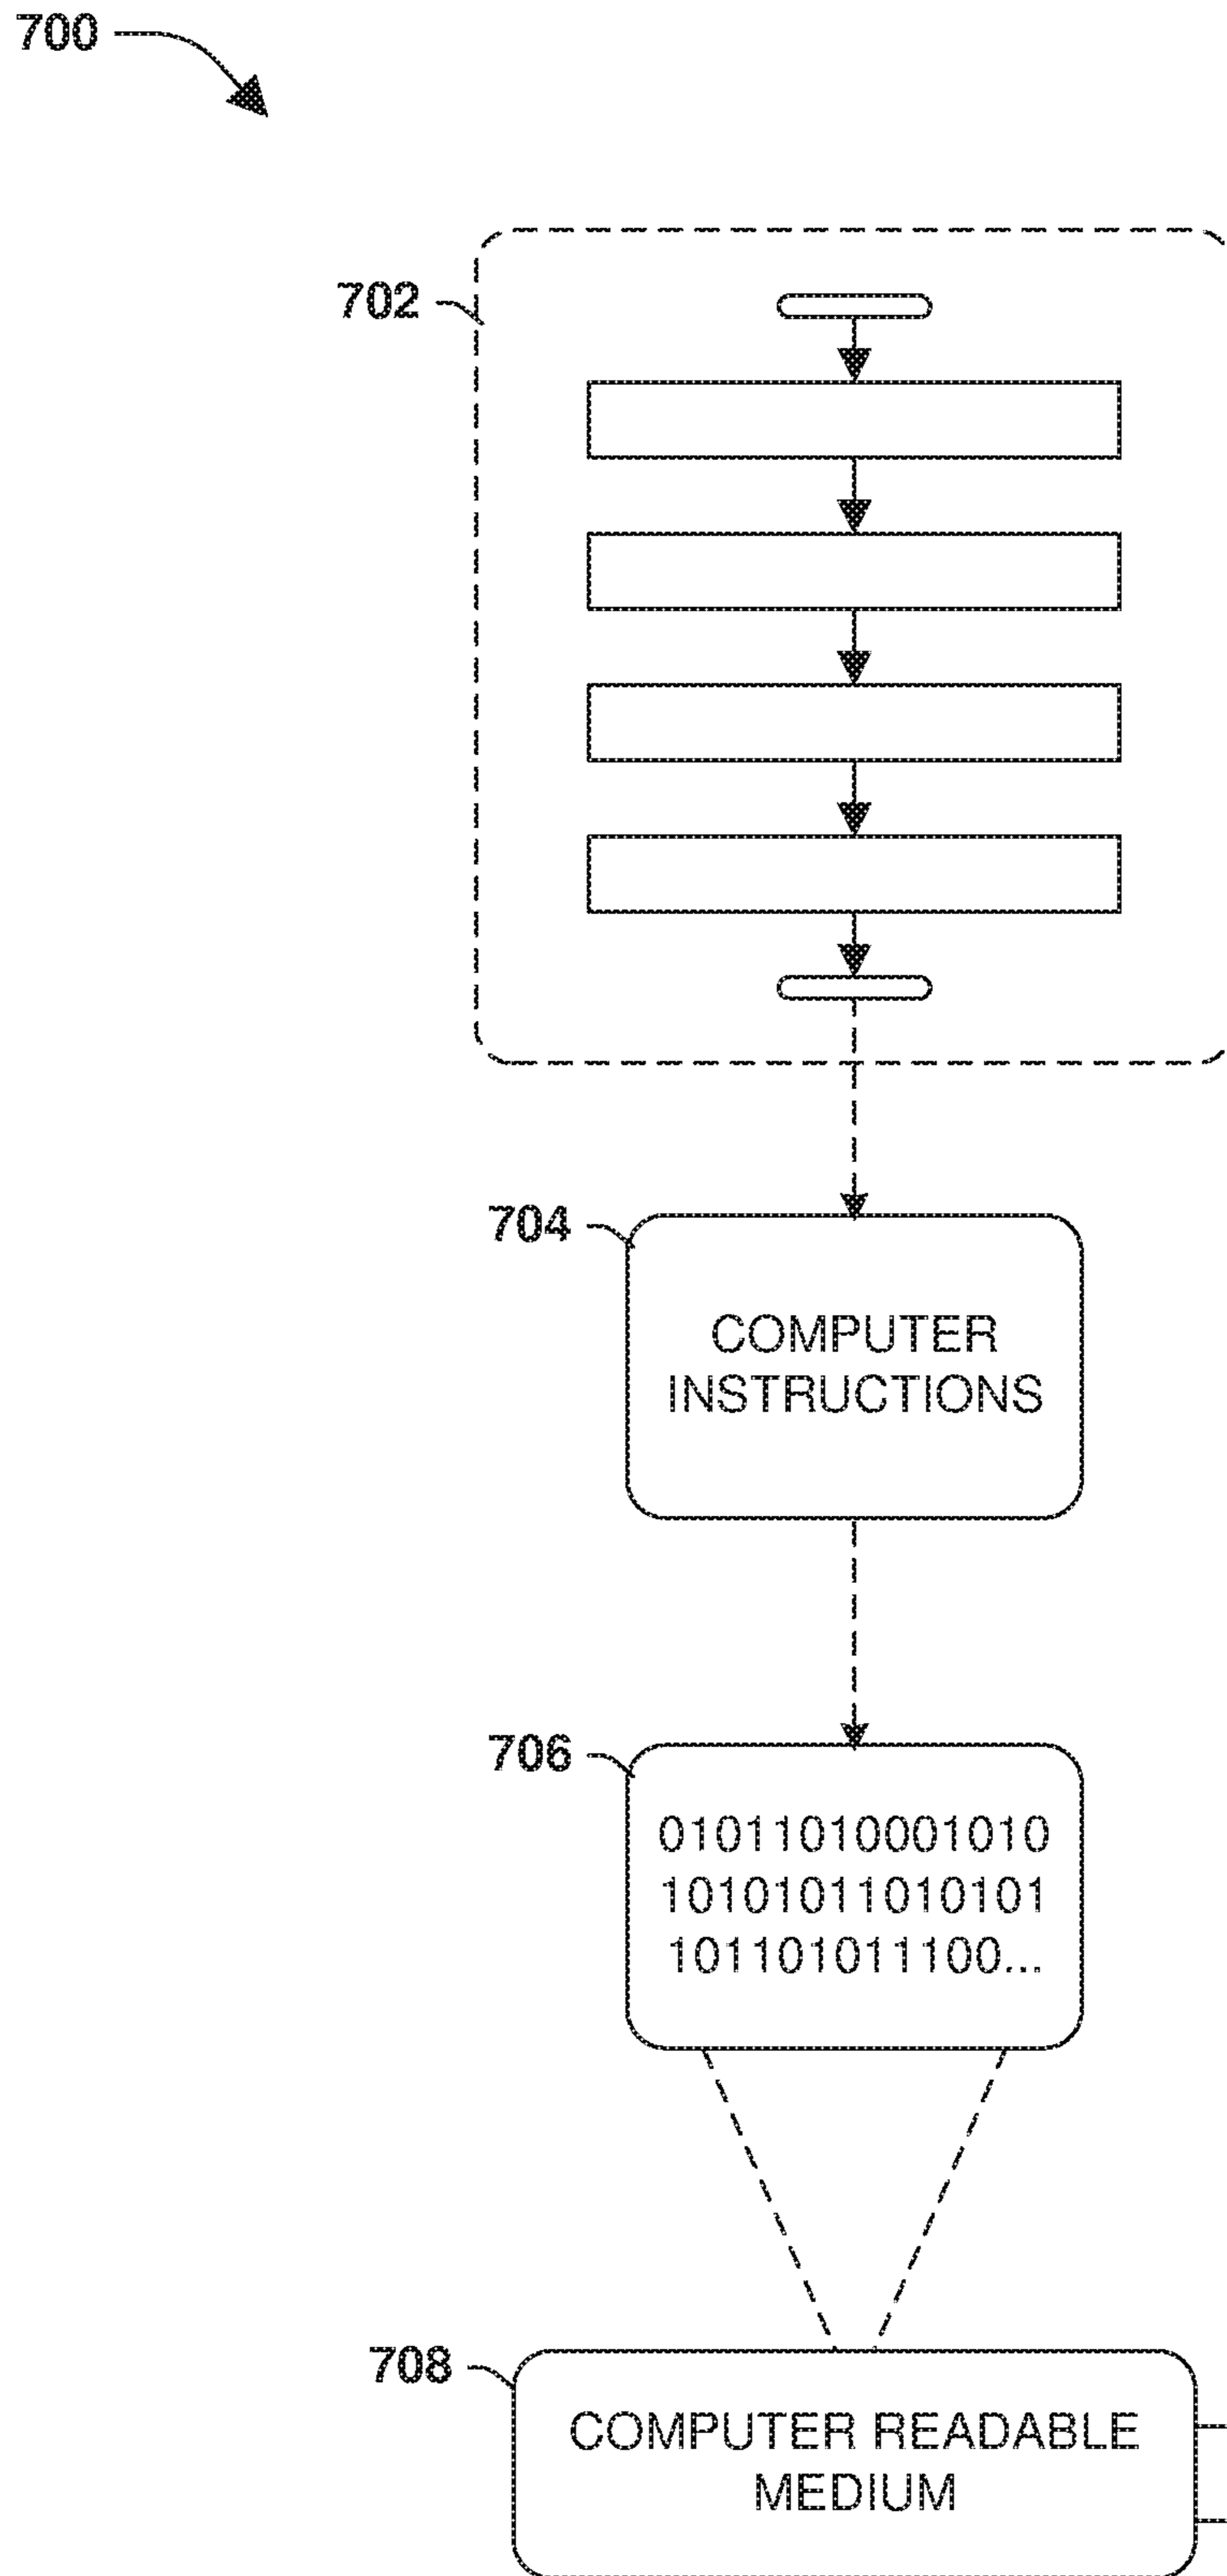 700
702
704
COMPUTER
INSTRUCTIONS
706
01011010001010
10101011010101
101101011100...
708
COMPUTER READABLE
MEDIUM